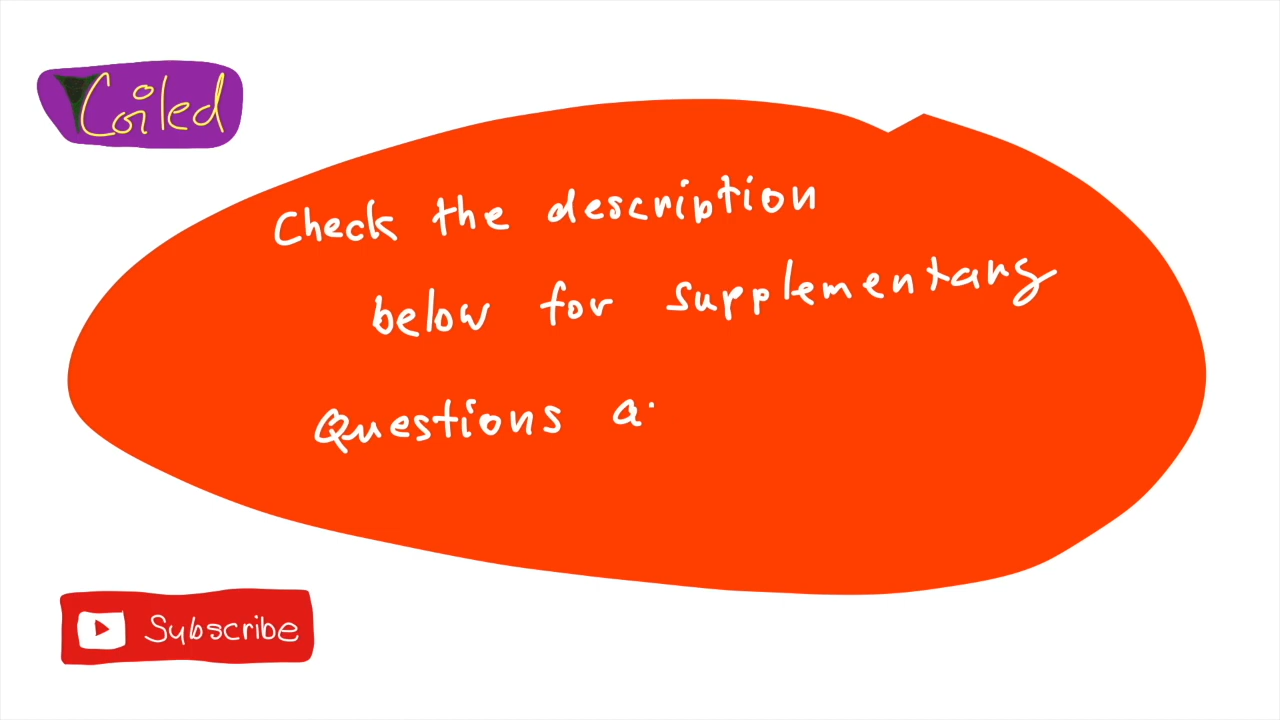 Coiled
Check the description
below for supplementary
Questions a
Subscribe